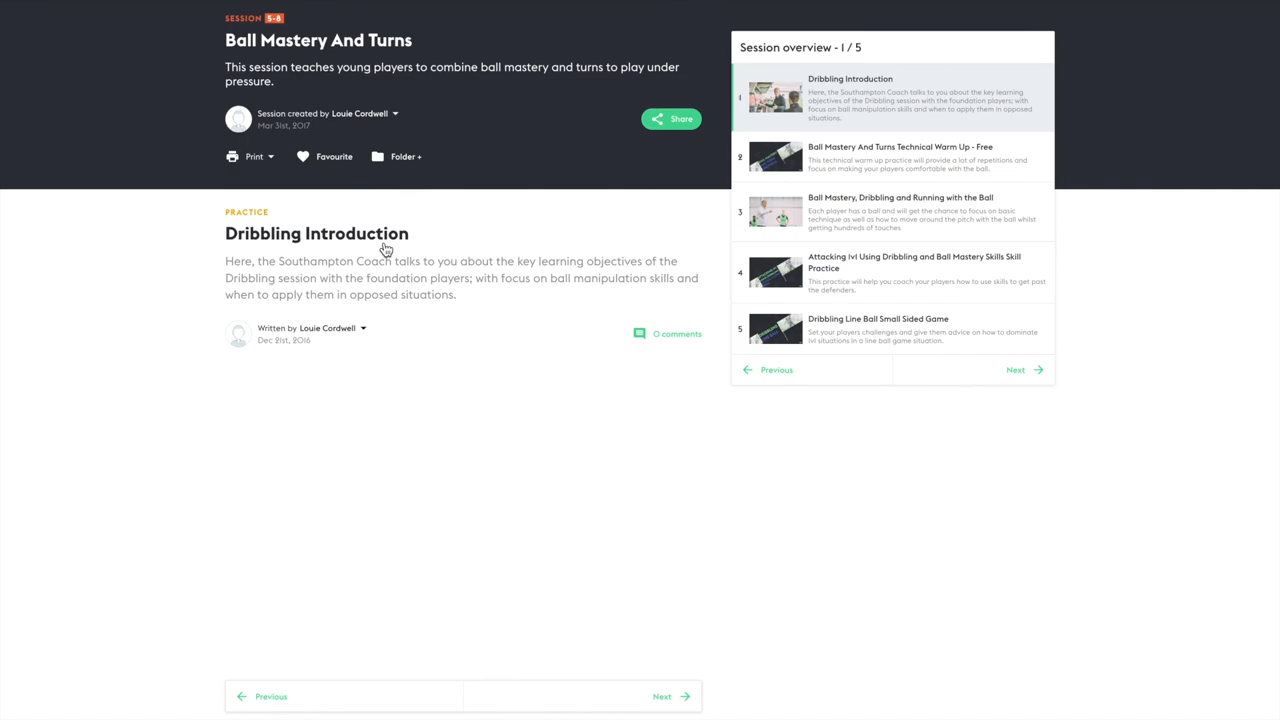 SESSION 5-8
Ball Mastery And Turns
This session teaches young players to combine ball mastery and turns to play under
pressure.
Session created by Louie Cordwell
Mar 31st, 2017
Share
Print
Favourite
Folder +
PRACTICE
Dribbling Introduction
Here, the Southampton Coach talks to you about the key learning objectives of the
Dribbling session with the foundation players; with focus on ball manipulation skills and
when to apply them in opposed situations.
Written by Louie Cordwell
Dec 21st, 2016
0 comments
Previous
Next
Session overview - 1 / 5
1
Dribbling Introduction
Here, the Southampton Coach talks to you about the key learning
objectives of the Dribbling session with the foundation players; with
focus on ball manipulation skills and when to apply them in opposed
situations.
2
Ball Mastery And Turns Technical Warm Up - Free
This technical warm up practice will provide a lot of repetitions and
focus on making your players comfortable with the ball.
3
Ball Mastery, Dribbling and Running with the Ball
Each player has a ball and will get the chance to focus on basic
technique as well as how to move around the pitch with the ball whilst
getting hundreds of touches
4
Attacking 1v1 Using Dribbling and Ball Mastery Skills Skill
Practice
This practice will help you coach your players how to use skills to get past
the defenders.
5
Dribbling Line Ball Small Sided Game
Set your players challenges and give them advice on how to dominate
1v1 situations in a line ball game situation.
Previous
Next